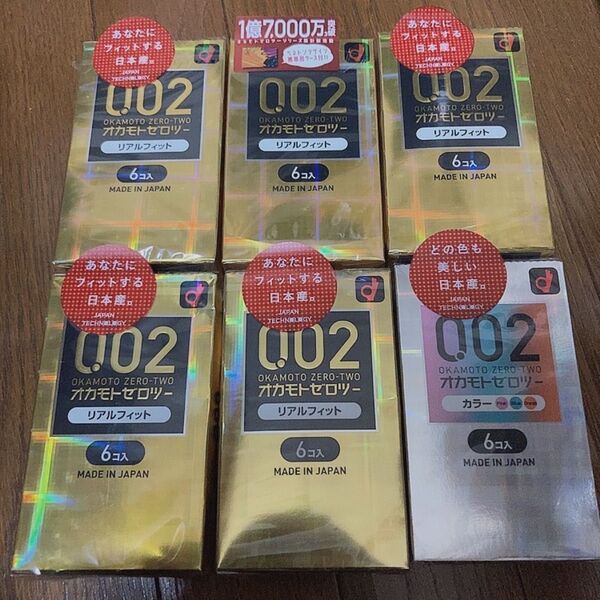 あなたに
フィットする
日本産。
JAPAN
TECHNOLOGY.
0.02
OKAMOTO ZERO-TWO
オカモトゼロツー
リアルフィット
6コ入
MADE IN JAPAN
1億7,000万個突破
0.02
OKAMOTO ZERO-TWO
オカモトゼロツー
リアルフィット
6コ入
MADE IN JAPAN
あなたに
フィットする
日本産。
JAPAN
TECHNOLOGY.
0.02
OKAMOTO ZERO-TWO
オカモトゼロツー
リアルフィット
6コ入
MADE IN JAPAN
あなたに
フィットする
日本産。
JAPAN
TECHNOLOGY.
0.02
OKAMOTO ZERO-TWO
オカモトゼロツー
リアルフィット
6コ入
MADE IN JAPAN
あなたに
フィットする
日本産。
JAPAN
TECHNOLOGY.
0.02
OKAMOTO ZERO-TWO
オカモトゼロツー
リアルフィット
6コ入
MADE IN JAPAN
どの色も
美しい
日本産。
JAPAN
TECHNOLOGY.
0.02
OKAMOTO ZERO-TWO
オカモトゼロツー
カラー Pink Blue Orange
6コ入
MADE IN JAPAN